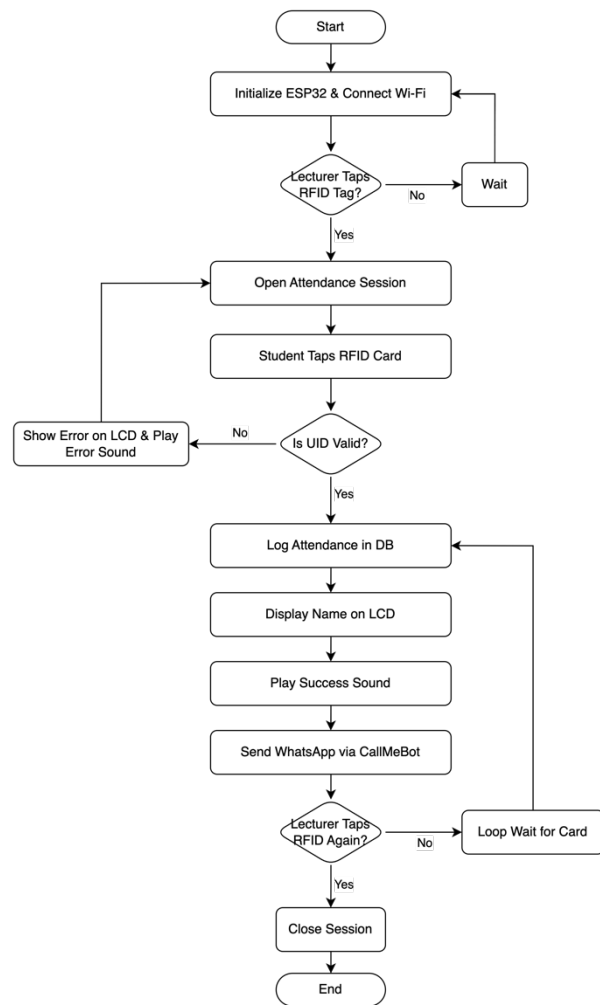 Start
Initialize ESP32 & Connect Wi-Fi
Lecturer Taps
RFID Tag?
No
Wait
Yes
Open Attendance Session
Student Taps RFID Card
Show Error on LCD & Play
Error Sound
No
Is UID Valid?
Yes
Log Attendance in DB
Display Name on LCD
Play Success Sound
Send WhatsApp via CallMeBot
Lecturer Taps
RFID Again?
No
Loop Wait for Card
Yes
Close Session
End